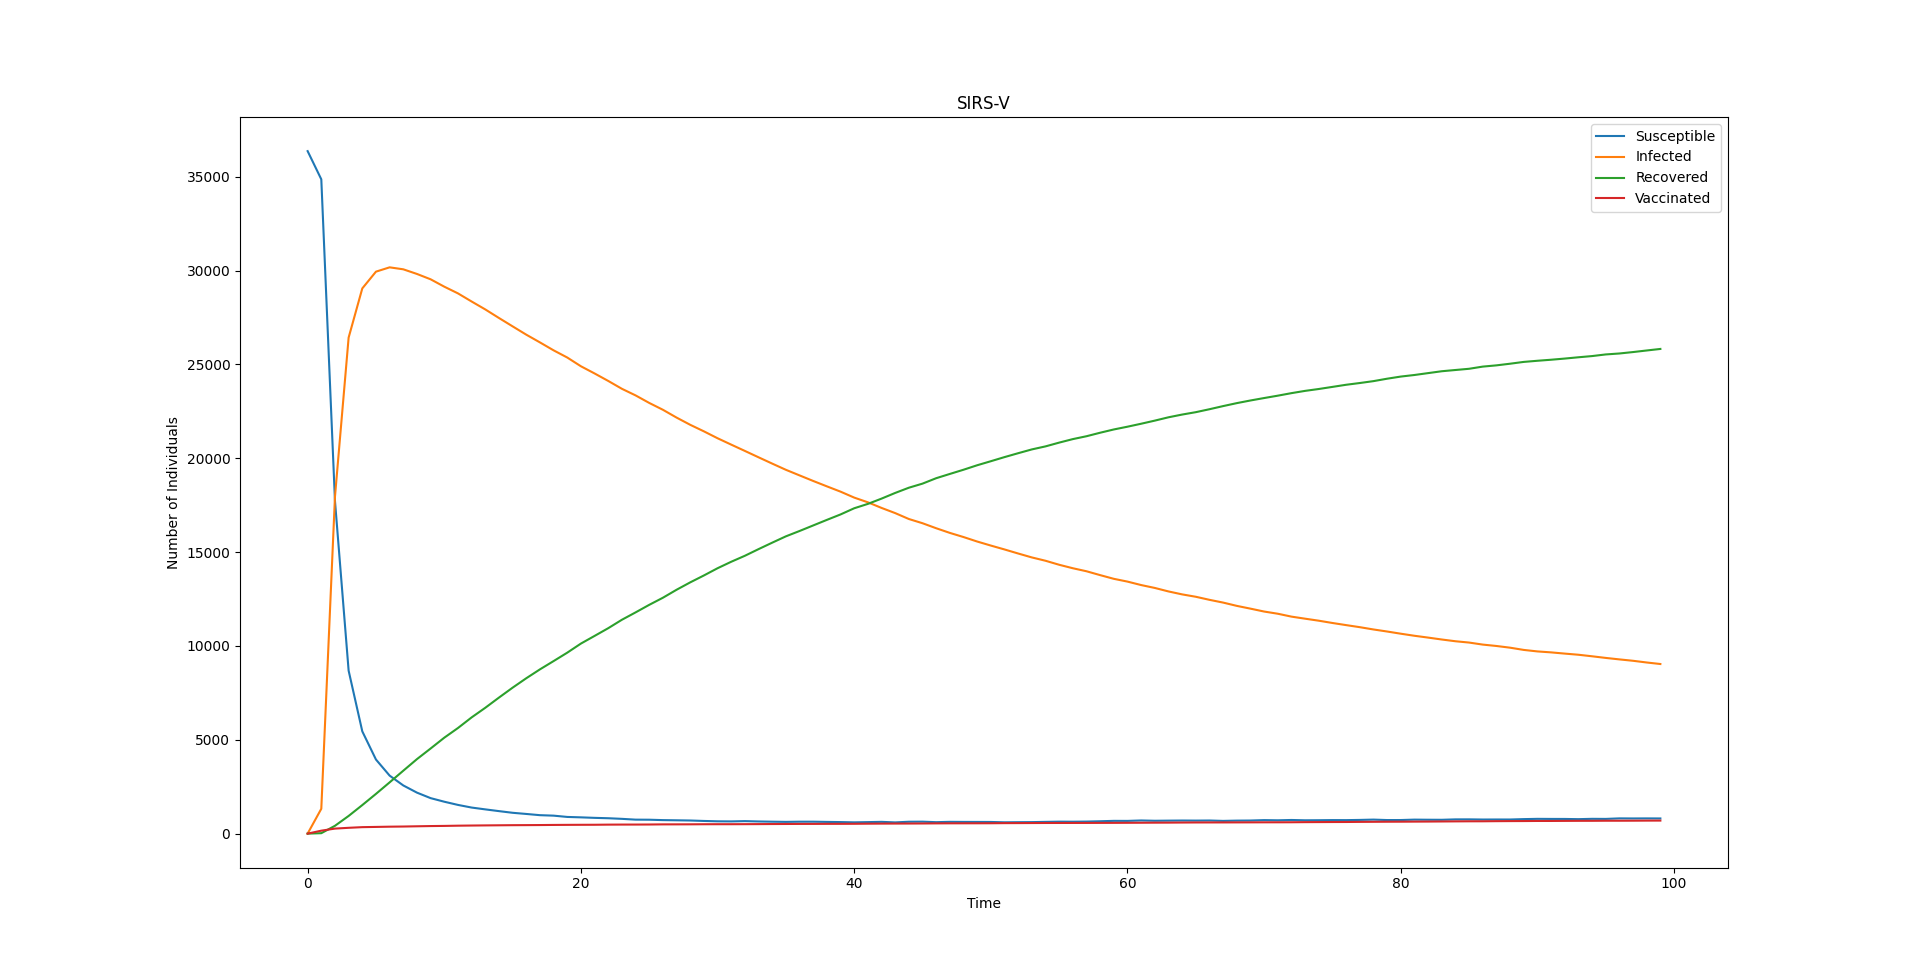 SIRS-V
Susceptible
Infected
Recovered
Vaccinated
Number of Individuals
35000
30000
25000
20000
15000
10000
5000
0
0 20 40 60 80 100
Time